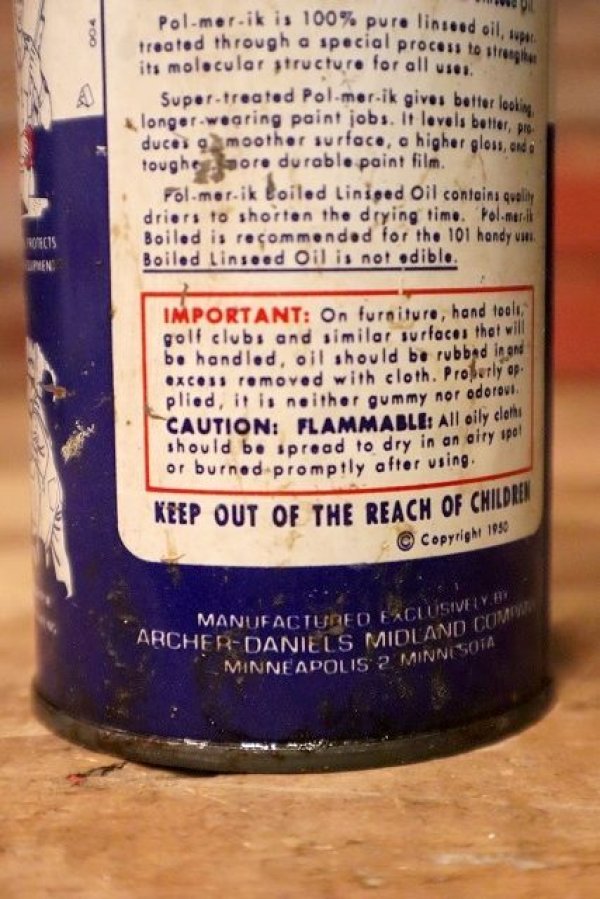 Oil.
Pol-mer-ik is 100% pure linseed oil, super-
treated through a special process to strengthen
its molecular structure for all uses.
Super-treated Pol-mer-ik gives better looking,
longer-wearing paint jobs. It levels better, pro-
duces a smoother surface, a higher gloss, and a
tougher more durable paint film.
Pol-mer-ik Boiled Linseed Oil contains quality
driers to shorten the drying time. Pol-mer-ik
Boiled is recommended for the 101 handy uses.
Boiled Linseed Oil is not edible.
IMPORTANT: On furniture, hand tools,
golf clubs and similar surfaces that will
be handled, oil should be rubbed in and
excess removed with cloth. Properly ap-
plied, it is neither gummy nor odorous.
CAUTION: FLAMMABLE: All oily cloths
should be spread to dry in an airy spot
or burned promptly after using.
KEEP OUT OF THE REACH OF CHILDREN
© Copyright 1950
MANUFACTURED EXCLUSIVELY BY
ARCHER-DANIELS MIDLAND COMPANY
MINNEAPOLIS 2 MINNESOTA
004
PROTECTS